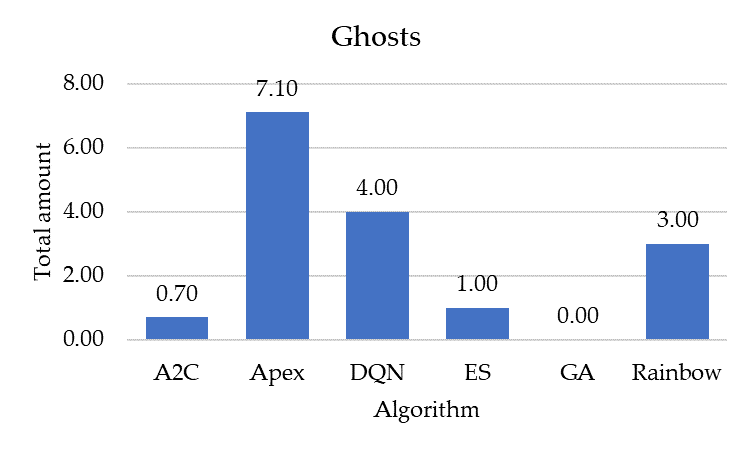 Ghosts
Total amount
8.00
6.00
4.00
2.00
0.00
0.70
7.10
4.00
1.00
0.00
3.00
A2C
Apex
DQN
ES
GA
Rainbow
Algorithm